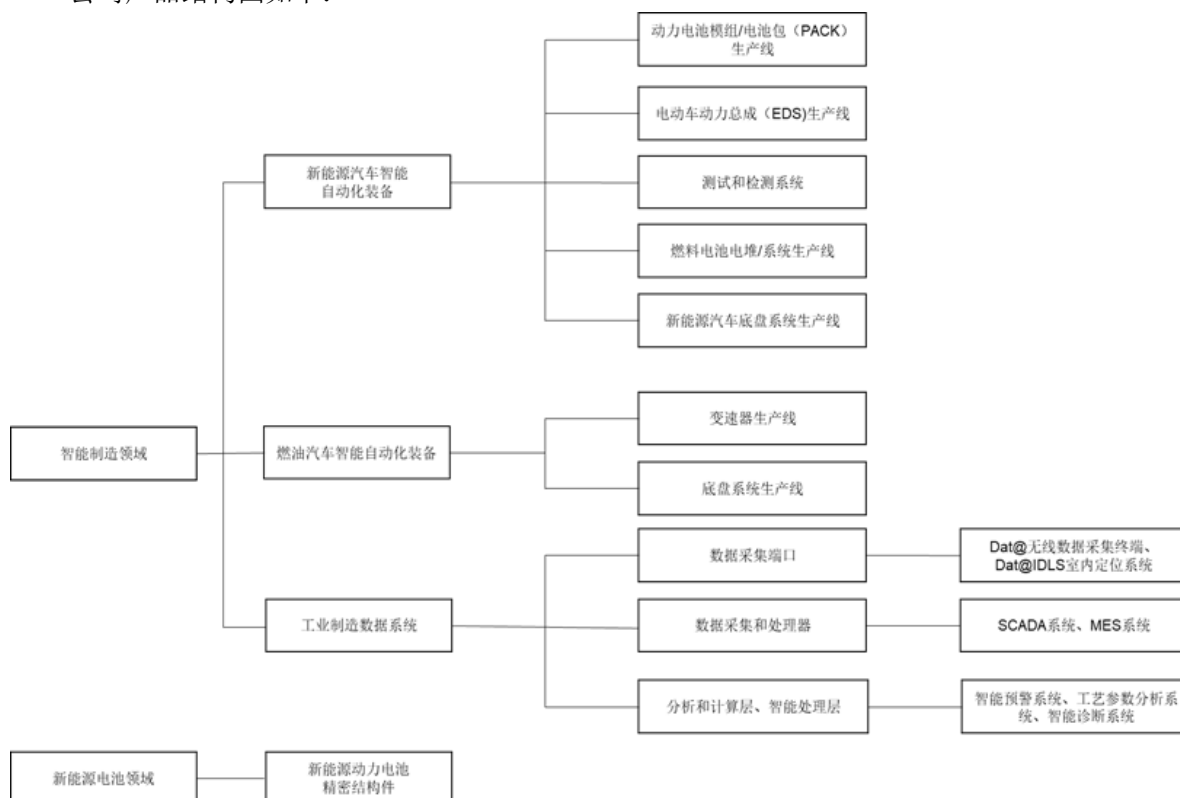 动力电池模组/电池包（PACK）
生产线
电动车动力总成（EDS)生产线
新能源汽车智能
自动化装备
测试和检测系统
燃料电池电堆/系统生产线
新能源汽车底盘系统生产线
变速器生产线
智能制造领域
燃油汽车智能自动化装备
底盘系统生产线
数据采集端口
Dat@无线数据采集终端、
Dat@IDLS室内定位系统
工业制造数据系统
数据采集和处理器
SCADA系统、MES系统
分析和计算层、智能处理层
智能预警系统、工艺参数分析系
统、智能诊断系统
新能源电池领域
新能源动力电池
精密结构件